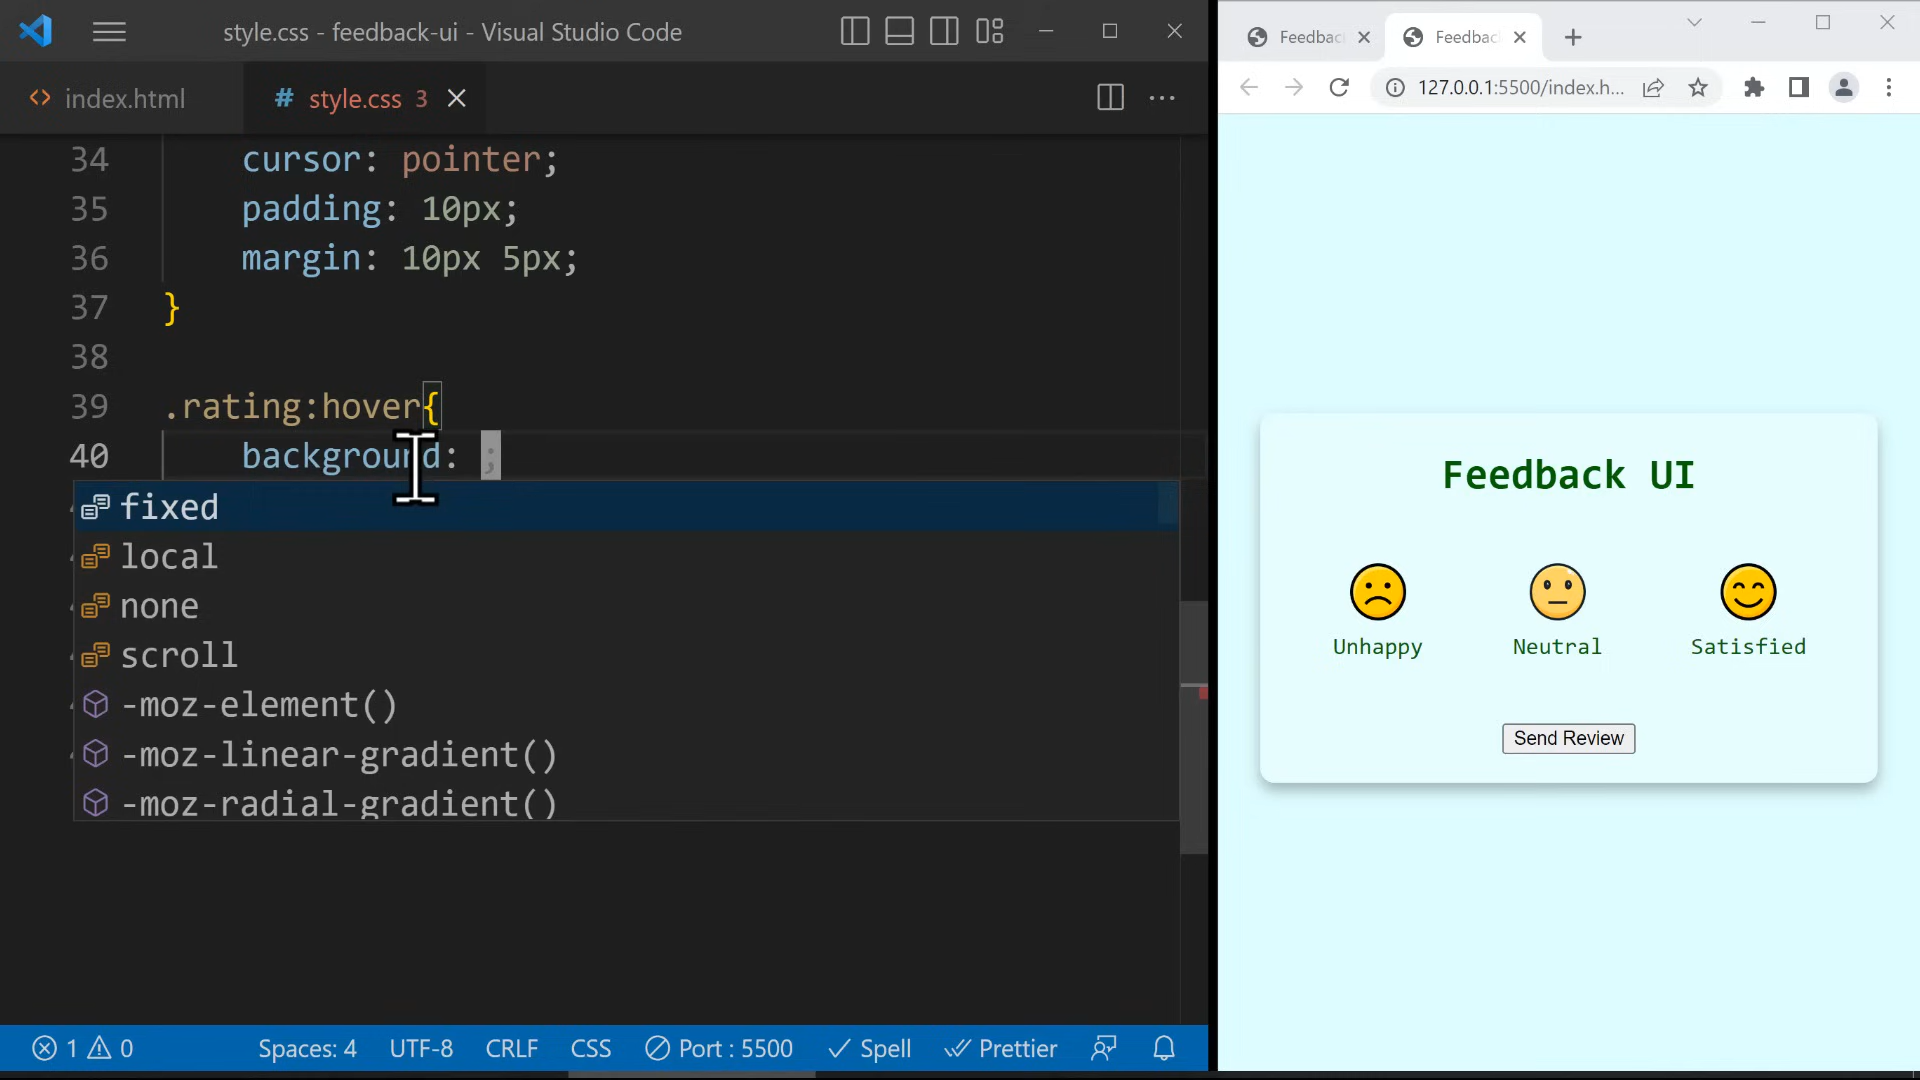 style.css - feedback-ui - Visual Studio Code
index.html
# style.css 3
34 cursor: pointer;
35 padding: 10px;
36 margin: 10px 5px;
37 }
38
39 .rating:hover{
40 background: ;
fixed
local
none
scroll
-moz-element()
-moz-linear-gradient()
-moz-radial-gradient()
1 0 Spaces: 4 UTF-8 CRLF CSS Port : 5500 Spell Prettier
Feedbac Feedbac
127.0.0.1:5500/index.h...
Feedback UI
Unhappy Neutral Satisfied
Send Review